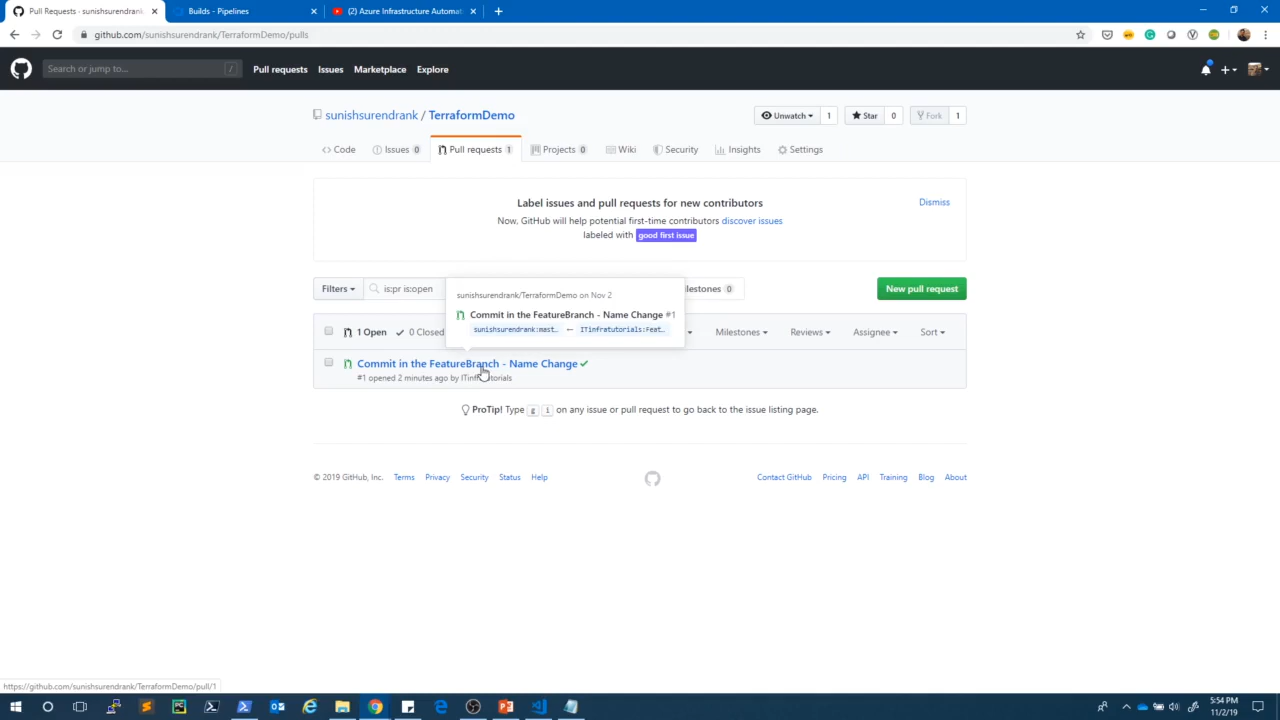 Pull Requests · sunishsurendrank
Builds - Pipelines
(2) Azure Infrastructure Automat
github.com/sunishsurendrank/TerraformDemo/pulls
Search or jump to...
/
Pull requests
Issues
Marketplace
Explore
sunishsurendrank / TerraformDemo
Unwatch 1
Star 0
Fork 1
Code
Issues 0
Pull requests 1
Projects 0
Wiki
Security
Insights
Settings
Label issues and pull requests for new contributors
Dismiss
Now, GitHub will help potential first-time contributors discover issues
labeled with good first issue
Filters
is:pr is:open
lestones 0
New pull request
sunishsurendrank/TerraformDemo on Nov 2
Commit in the FeatureBranch - Name Change #1
sunishsurendrank:mast… ← ITinfratutorials:Feat…
1 Open
0 Closed
Milestones
Reviews
Assignee
Sort
Commit in the FeatureBranch - Name Change
#1 opened 2 minutes ago by ITinf torials
ProTip! Type g i on any issue or pull request to go back to the issue listing page.
© 2019 GitHub, Inc.
Terms
Privacy
Security
Status
Help
Contact GitHub
Pricing
API
Training
Blog
About
https://github.com/sunishsurendrank/TerraformDemo/pull/1
5:54 PM
11/2/19